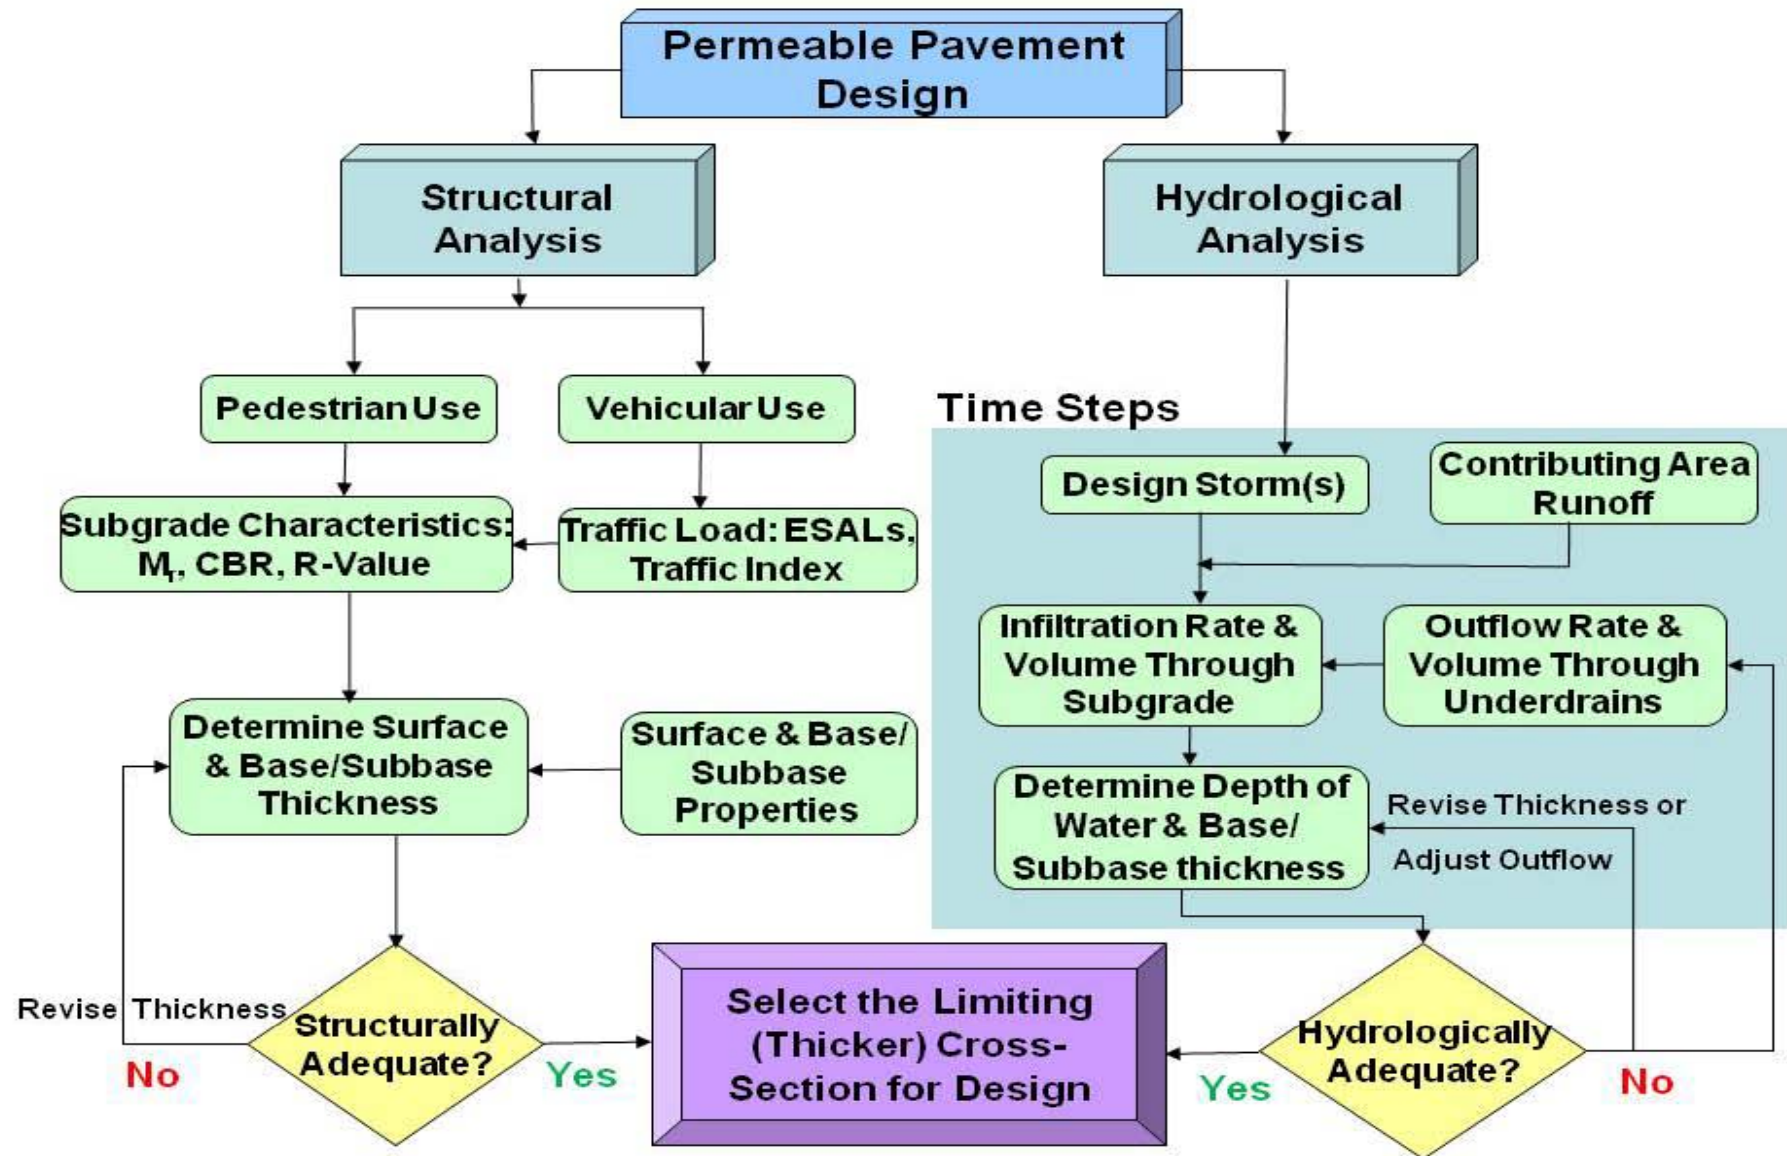 Permeable Pavement
Design
Structural
Analysis
Hydrological
Analysis
Pedestrian Use
Vehicular Use
Subgrade Characteristics:
Mr, CBR, R-Value
Traffic Load: ESALs,
Traffic Index
Determine Surface
& Base/Subbase
Thickness
Surface & Base/
Subbase
Properties
Revise Thickness
No
Structurally
Adequate?
Yes
Time Steps
Design Storm(s)
Contributing Area
Runoff
Infiltration Rate &
Volume Through
Subgrade
Outflow Rate &
Volume Through
Underdrains
Determine Depth of
Water & Base/
Subbase thickness
Revise Thickness or
Adjust Outflow
Hydrologically
Adequate?
Yes
No
Select the Limiting
(Thicker) Cross-
Section for Design